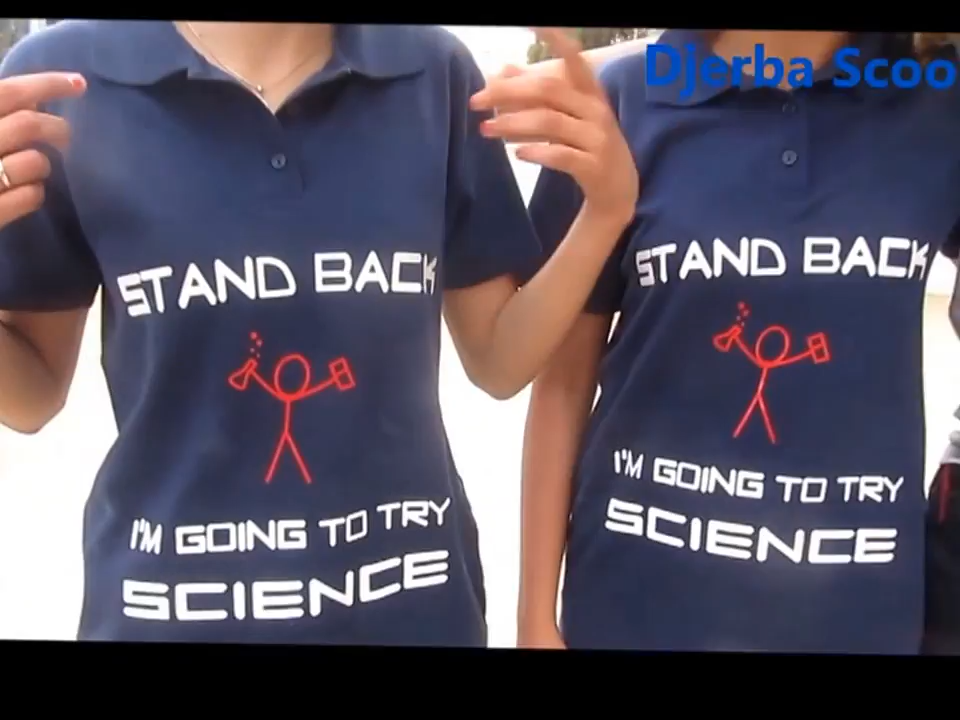 Djerba Scoo
STAND BACK
I'M GOING TO TRY
SCIENCE
STAND BACK
I'M GOING TO TRY
SCIENCE